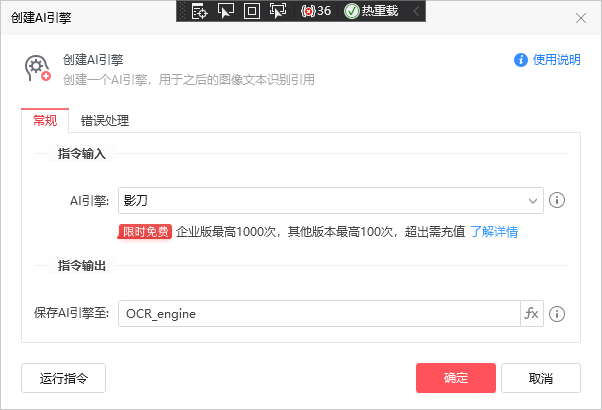 创建AI引擎
36 热重载
创建AI引擎
使用说明
创建一个AI引擎，用于之后的图像文本识别引用
常规 错误处理
指令输入
AI引擎: 影刀
限时免费 企业版最高1000次，其他版本最高100次，超出需充值 了解详情
指令输出
保存AI引擎至: OCR_engine fx
运行指令 确定 取消